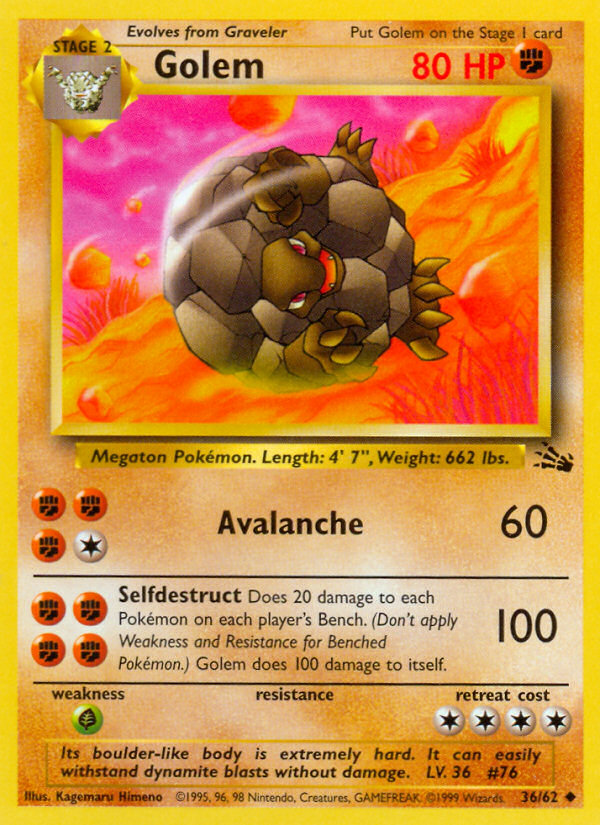 Evolves from Graveler Put Golem on the Stage 1 card
STAGE 2
Golem 80 HP
Megaton Pokémon. Length: 4' 7", Weight: 662 lbs.
Avalanche 60
Selfdestruct Does 20 damage to each
Pokémon on each player's Bench. (Don't apply
Weakness and Resistance for Benched
Pokémon.) Golem does 100 damage to itself.
100
weakness resistance retreat cost
Its boulder-like body is extremely hard. It can easily
withstand dynamite blasts without damage. LV. 36 #76
Illus. Kagemaru Himeno ©1995, 96, 98 Nintendo, Creatures, GAMEFREAK. ©1999 Wizards. 36/62